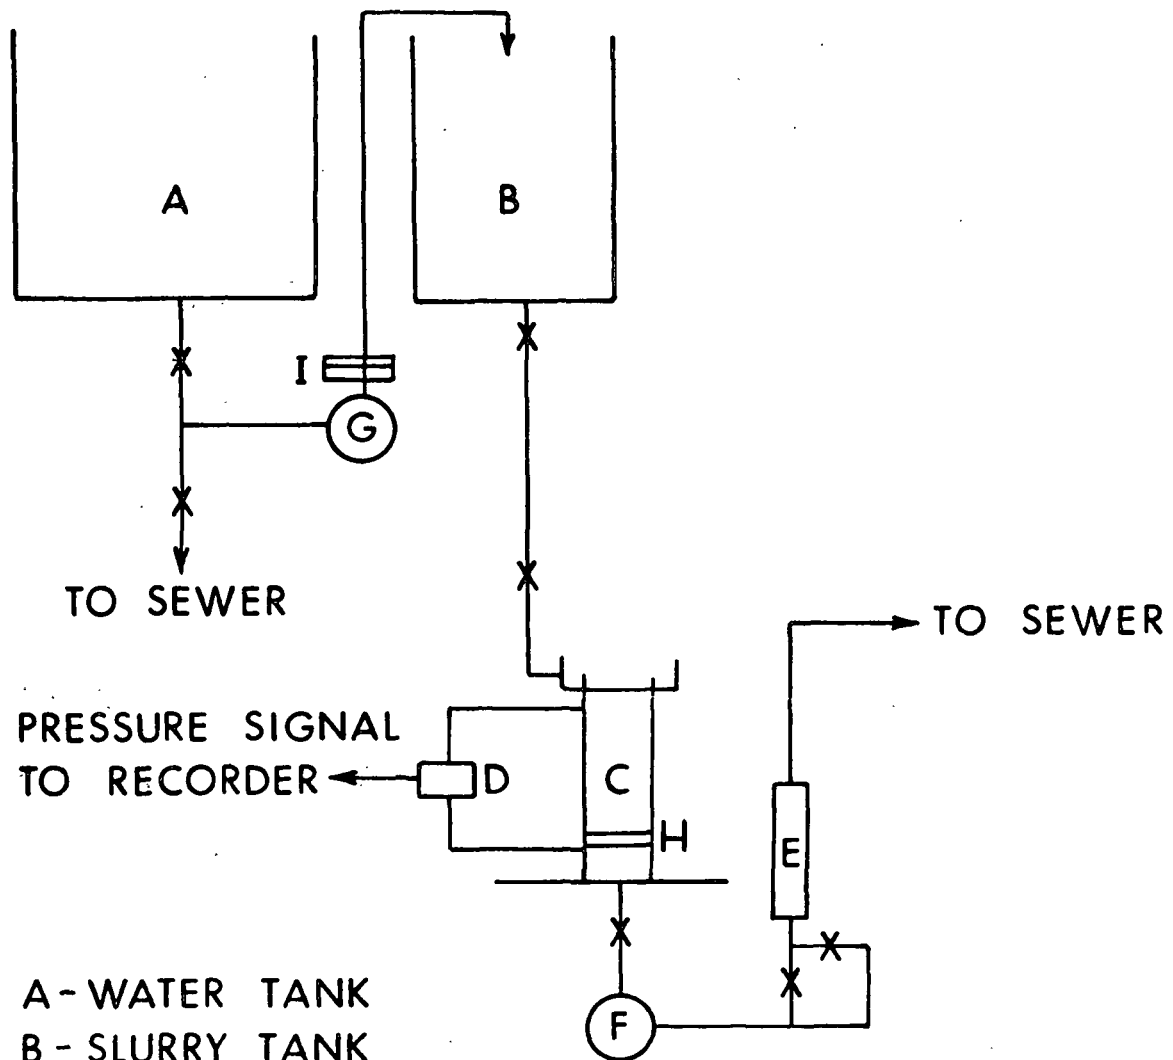 A
B
I
G
TO SEWER
TO SEWER
PRESSURE SIGNAL
TO RECORDER
D
C
H
E
F
A - WATER TANK
B - SLURRY TANK